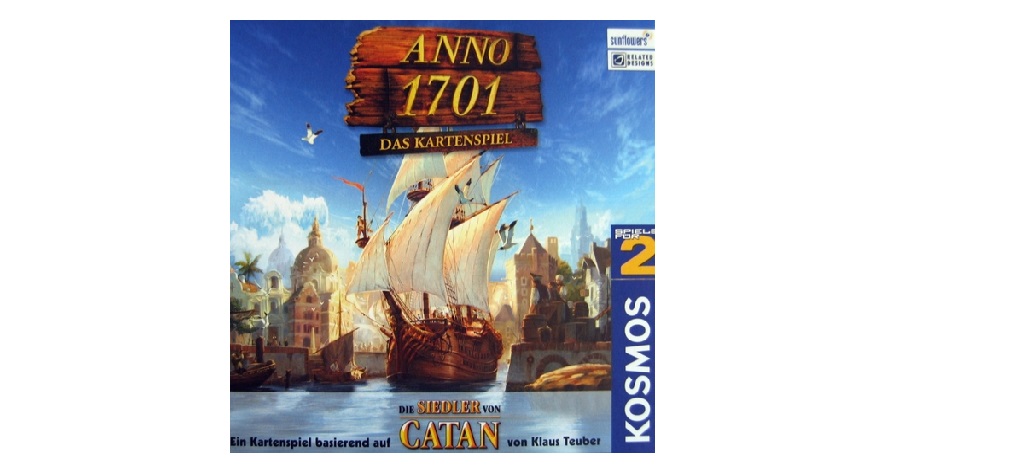 ANNO
1701
DAS KARTENSPIEL
sunflowers
RELATED
DESIGNS
SPIELE
FÜR
2
KOSMOS
DIE SIEDLER VON
Ein Kartenspiel basierend auf CATAN von Klaus Teuber